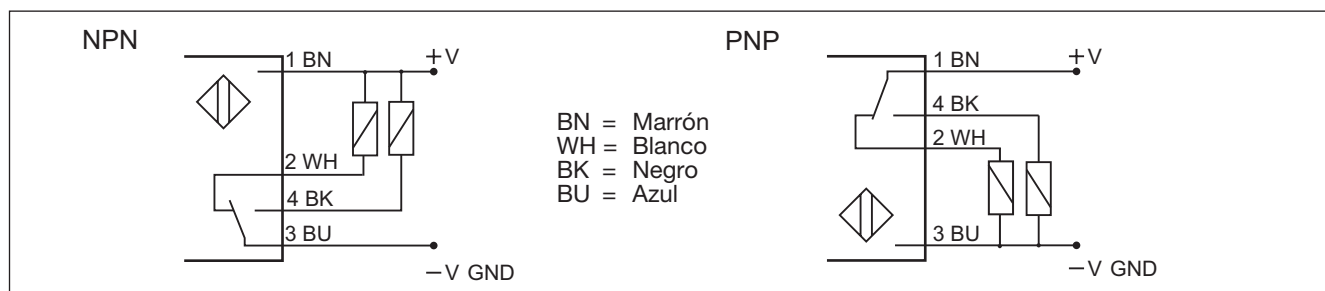 NPN
1 BN
+V
2 WH
4 BK
3 BU
−V GND
BN = Marrón
WH = Blanco
BK = Negro
BU = Azul
PNP
1 BN
+V
4 BK
2 WH
3 BU
−V GND